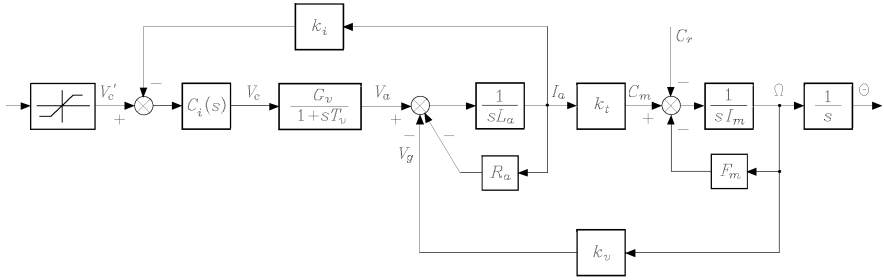 k_i
C_r
−
−
V_c′
+
C_i(s)
V_c
G_v
1+sT_v
V_a
+
−
−
V_g
1
sL_a
I_a
k_t
C_m
+
−
1
sI_m
Ω
1
s
Θ
R_a
F_m
k_v